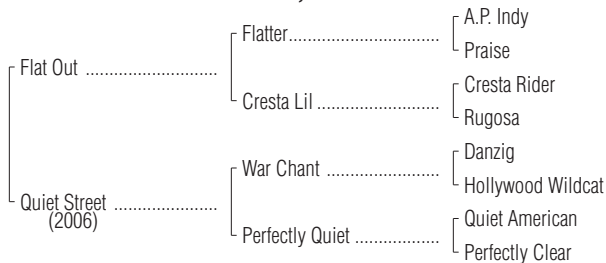 A.P. Indy
Flatter
Praise
Flat Out
Cresta Rider
Cresta Lil
Rugosa
Danzig
War Chant
Hollywood Wildcat
Quiet Street
(2006)
Quiet American
Perfectly Quiet
Perfectly Clear